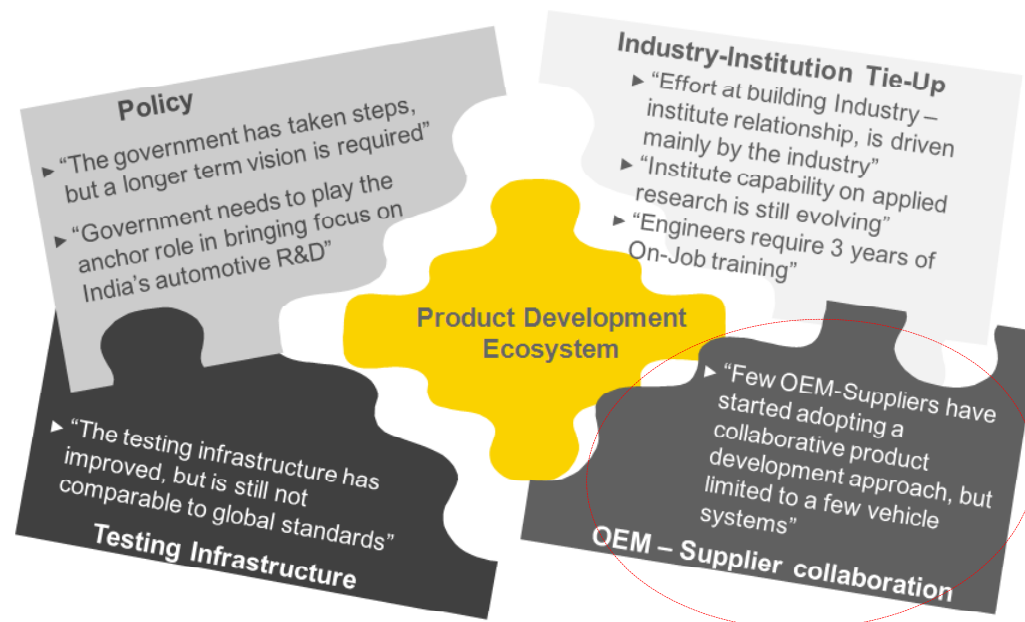 Policy
► “The government has taken steps,
but a longer term vision is required”
► “Government needs to play the
anchor role in bringing focus on
India’s automotive R&D”
Industry-Institution Tie-Up
► “Effort at building Industry –
institute relationship, is driven
mainly by the industry”
► “Institute capability on applied
research is still evolving”
► “Engineers require 3 years of
On-Job training”
Product Development
Ecosystem
► “The testing infrastructure has
improved, but is still not
comparable to global standards”
Testing Infrastructure
► “Few OEM-Suppliers have
started adopting a
collaborative product
development approach, but
limited to a few vehicle
systems”
OEM – Supplier collaboration